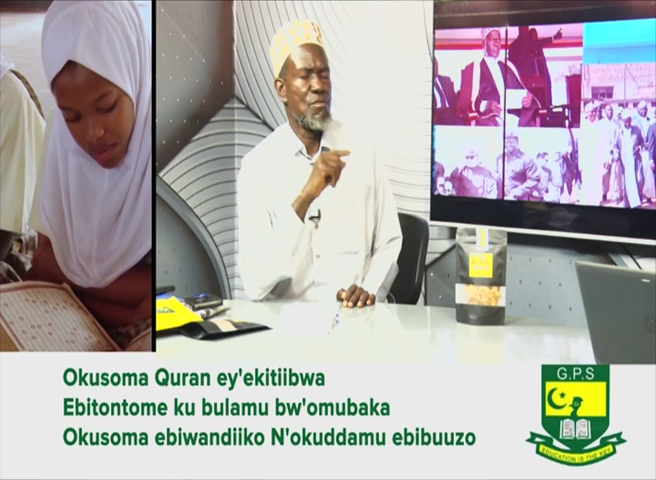 Okusoma Quran ey'ekitiibwa
Ebitontome ku bulamu bw'omubaka
Okusoma ebiwandiiko N'okuddamu ebibuuzo
G.P.S
EDUCATION IS THE KEY